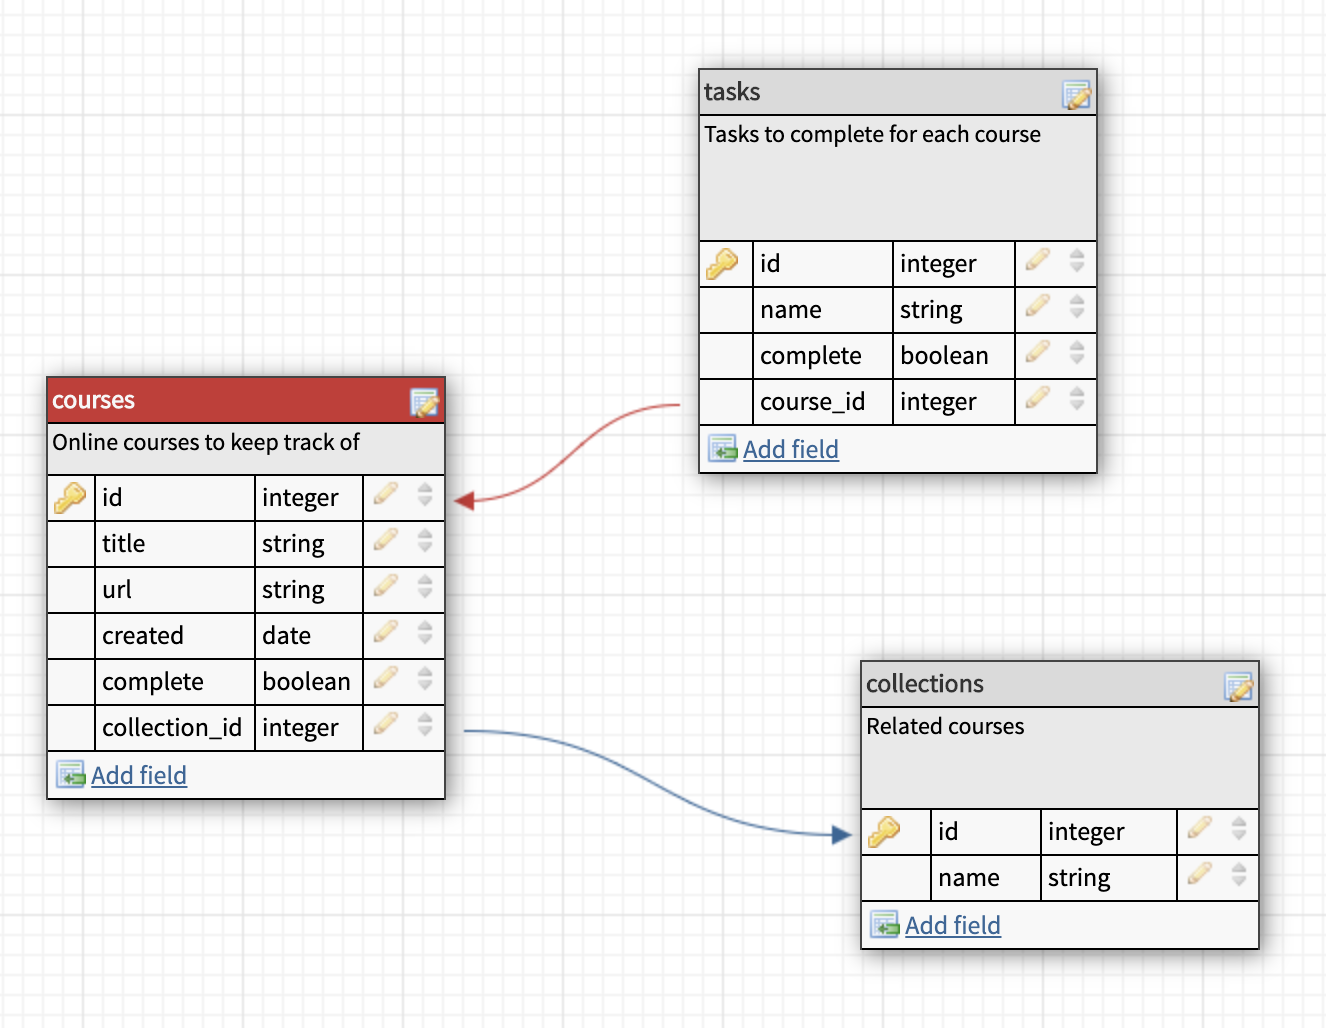 tasks
Tasks to complete for each course
id integer
name string
complete boolean
course_id integer
Add field
courses
Online courses to keep track of
id integer
title string
url string
created date
complete boolean
collection_id integer
Add field
collections
Related courses
id integer
name string
Add field